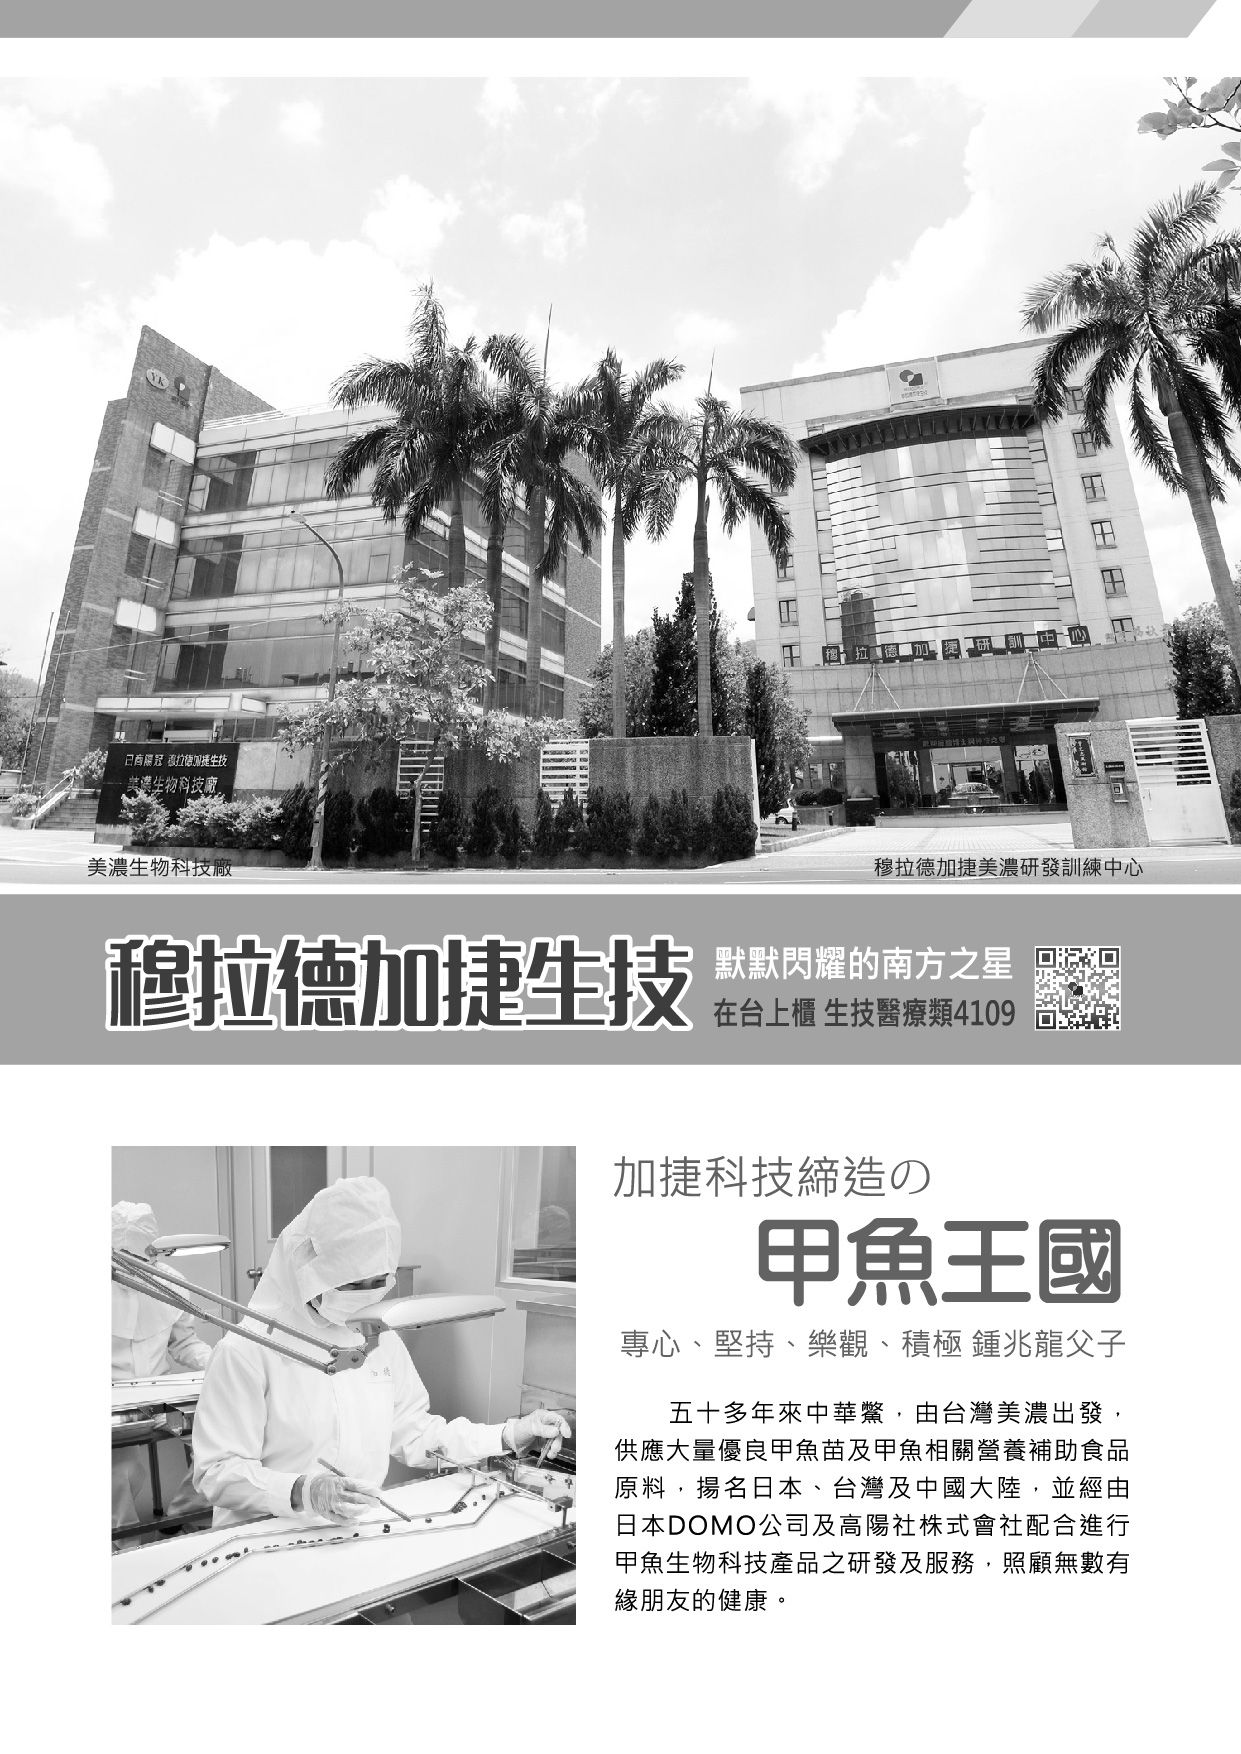 YK
穆拉德加捷研訓中心
穆拉德加捷生技
美濃生物科技廠
美濃生物科技廠
穆拉德加捷美濃研發訓練中心
穆拉德加捷生技
默默閃耀的南方之星
在台上櫃 生技醫療類4109
加捷科技締造の
甲魚王國
專心、堅持、樂觀、積極 鍾兆龍父子
五十多年來中華鱉，由台灣美濃出發，
供應大量優良甲魚苗及甲魚相關營養補助食品
原料，揚名日本、台灣及中國大陸，並經由
日本DOMO公司及高陽社株式會社配合進行
甲魚生物科技產品之研發及服務，照顧無數有
緣朋友的健康。